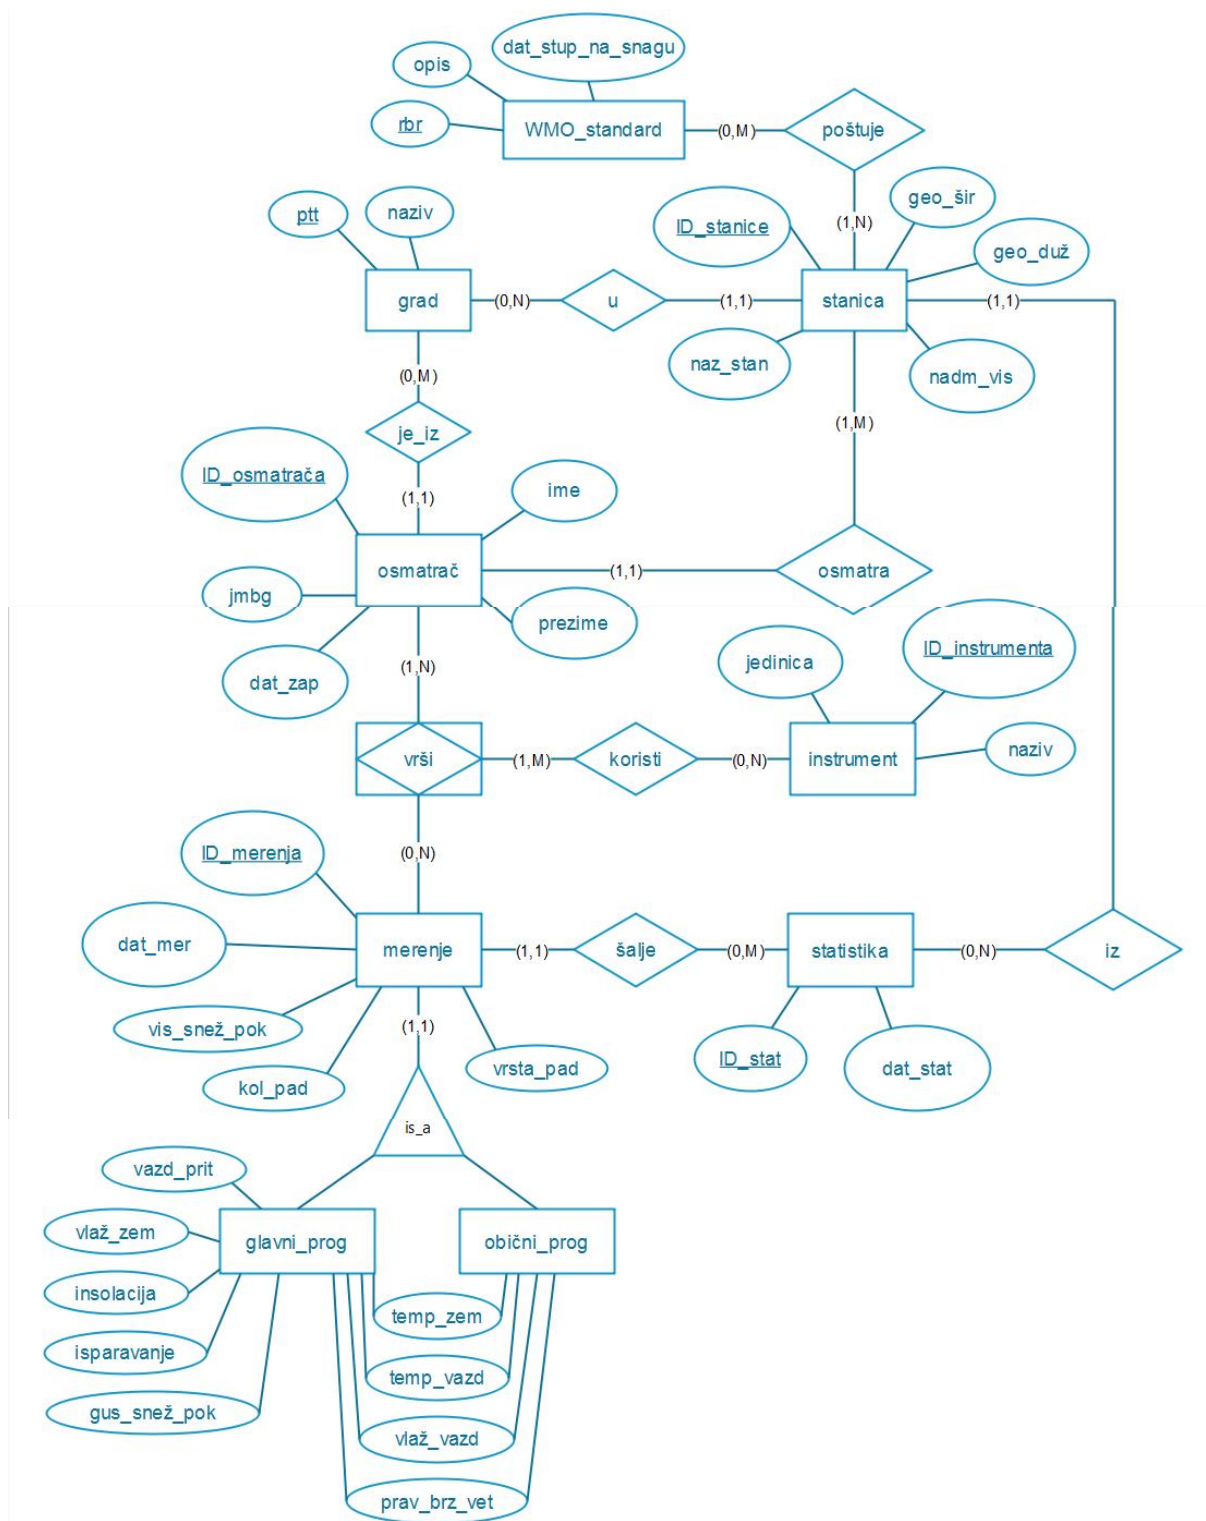 dat_stup_na_snagu
opis
rbr
WMO_standard
(0,M)
poštuje
ptt
naziv
ID_stanice
geo_šir
(1,N)
geo_duž
grad
(0,N)
u
(1,1)
stanica
(1,1)
naz_stan
nadm_vis
(0,M)
je_iz
(1,M)
ID_osmatrača
ime
(1,1)
osmatrač
(1,1)
osmatra
jmbg
prezime
dat_zap
(1,N)
jedinica
ID_instrumenta
vrši
(1,M)
koristi
(0,N)
instrument
naziv
ID_merenja
(0,N)
dat_mer
merenje
(1,1)
šalje
(0,M)
statistika
(0,N)
iz
vis_snež_pok
(1,1)
kol_pad
vrsta_pad
ID_stat
dat_stat
is_a
vazd_prit
vlaž_zem
glavni_prog
obični_prog
insolacija
temp_zem
isparavanje
temp_vazd
gus_snež_pok
vlaž_vazd
prav_brz_vet